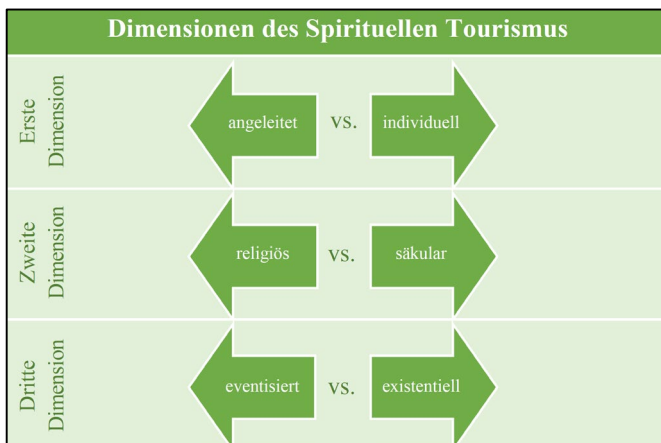 Dimensionen des Spirituellen Tourismus
Erste
Dimension
angeleitet vs. individuell
Zweite
Dimension
religiös vs. säkular
Dritte
Dimension
eventisiert vs. existentiell